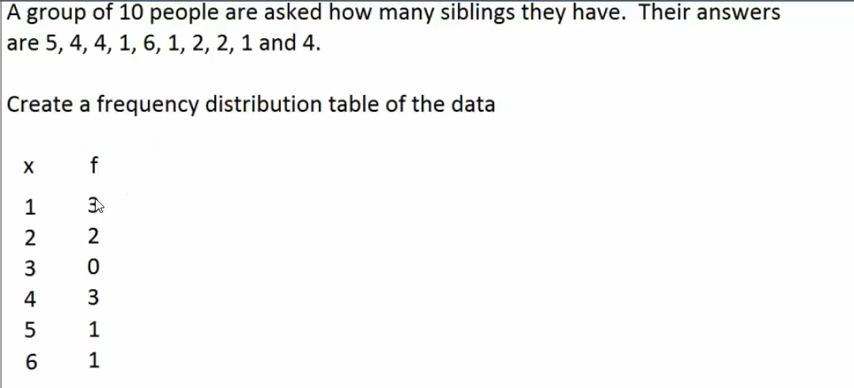 A group of 10 people are asked how many siblings they have.  Their answers
are 5, 4, 4, 1, 6, 1, 2, 2, 1 and 4.
Create a frequency distribution table of the data
x f
1 3
2 2
3 0
4 3
5 1
6 1